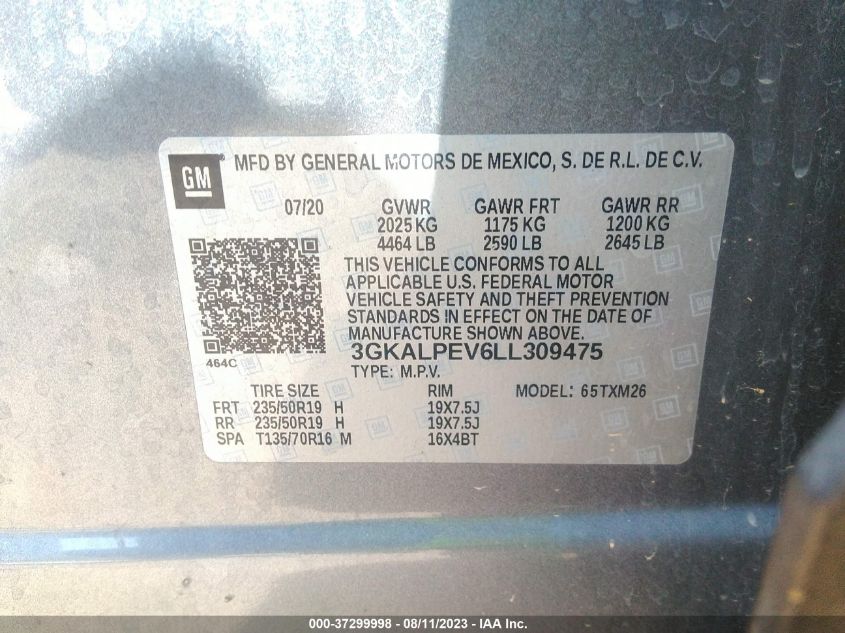 GM ® MFD BY GENERAL MOTORS DE MEXICO, S. DE R.L. DE C.V.
07/20 GVWR GAWR FRT GAWR RR
2025 KG 1175 KG 1200 KG
4464 LB 2590 LB 2645 LB
THIS VEHICLE CONFORMS TO ALL
APPLICABLE U.S. FEDERAL MOTOR
VEHICLE SAFETY AND THEFT PREVENTION
STANDARDS IN EFFECT ON THE DATE OF
MANUFACTURE SHOWN ABOVE.
464C 3GKALPEV6LL309475
TYPE: M.P.V.
TIRE SIZE RIM MODEL: 65TXM26
FRT 235/50R19 H 19X7.5J
RR 235/50R19 H 19X7.5J
SPA T135/70R16 M 16X4BT
000-37299998 - 08/11/2023 - IAA Inc.